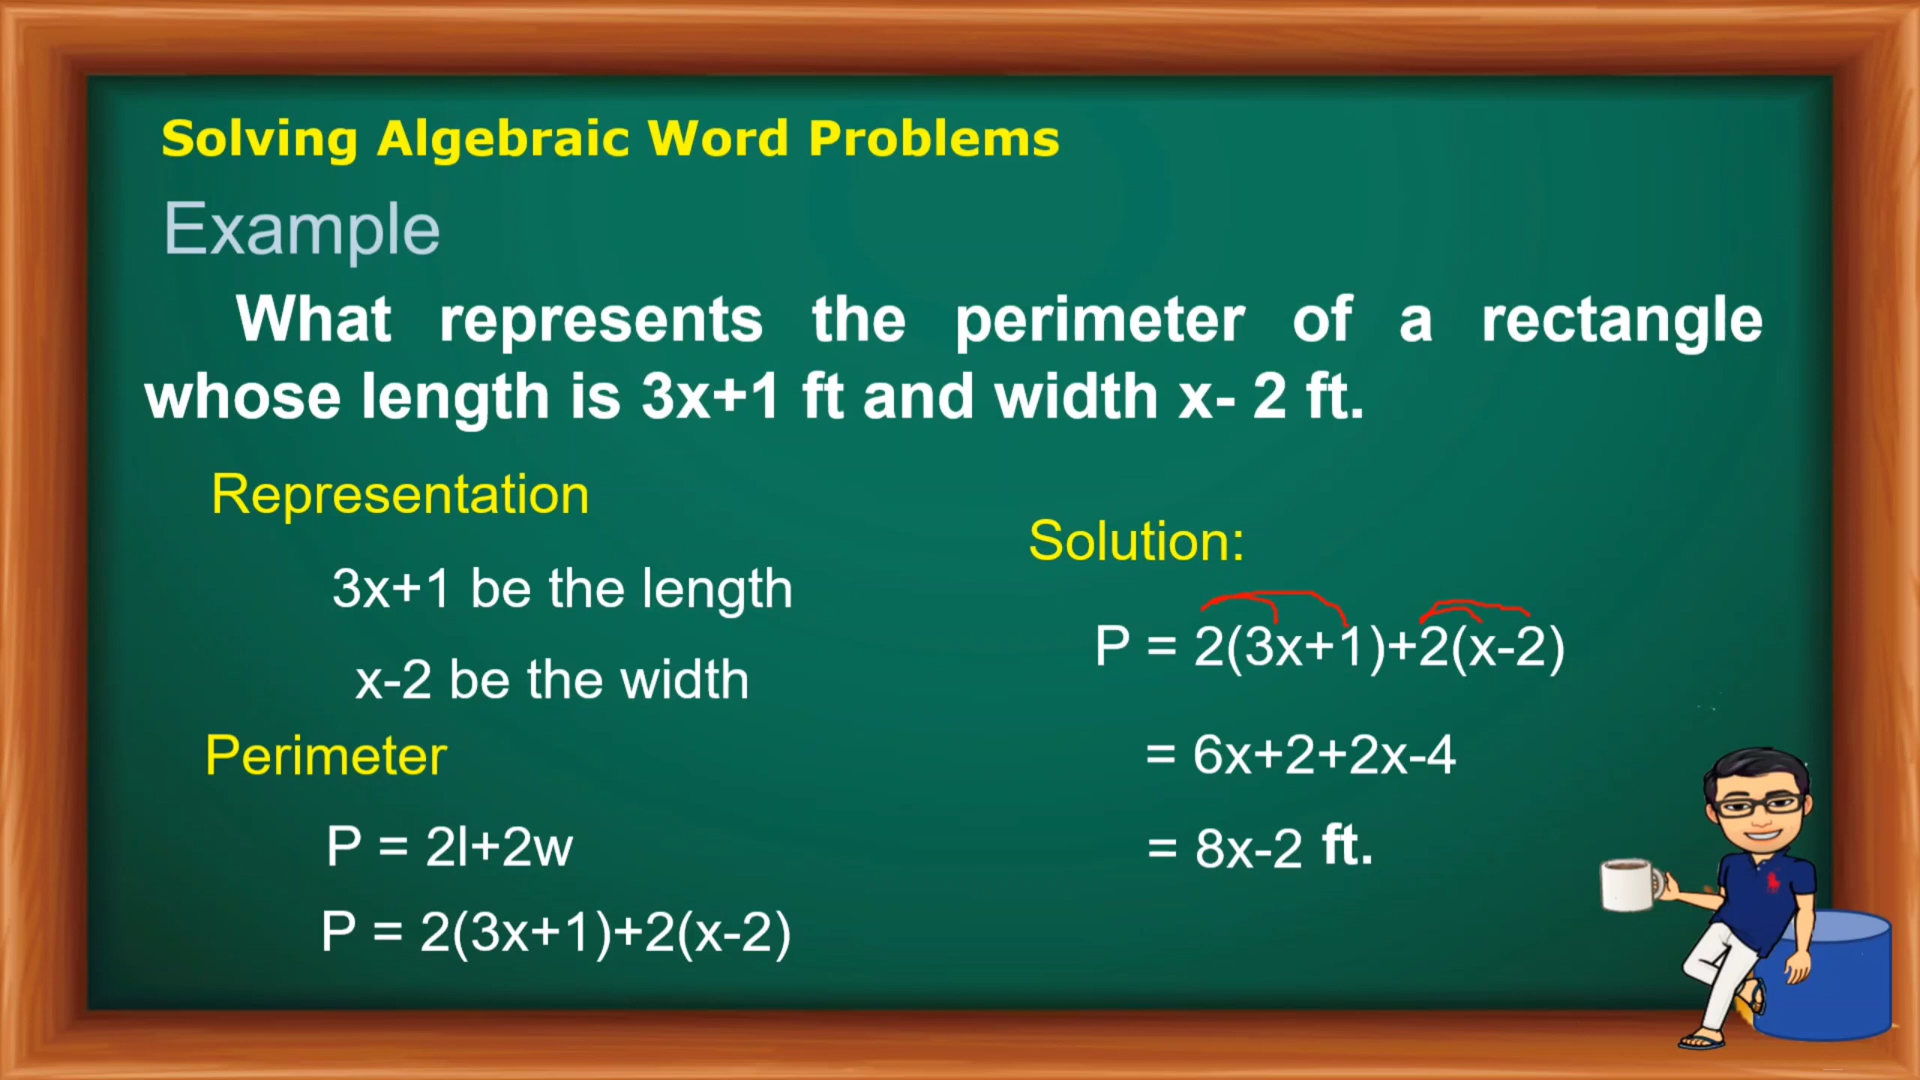 Solving Algebraic Word Problems
Example
What represents the perimeter of a rectangle
whose length is 3x+1 ft and width x- 2 ft.
Representation
3x+1 be the length
x-2 be the width
Perimeter
P = 2l+2w
P = 2(3x+1)+2(x-2)
Solution:
P = 2(3x+1)+2(x-2)
= 6x+2+2x-4
= 8x-2 ft.